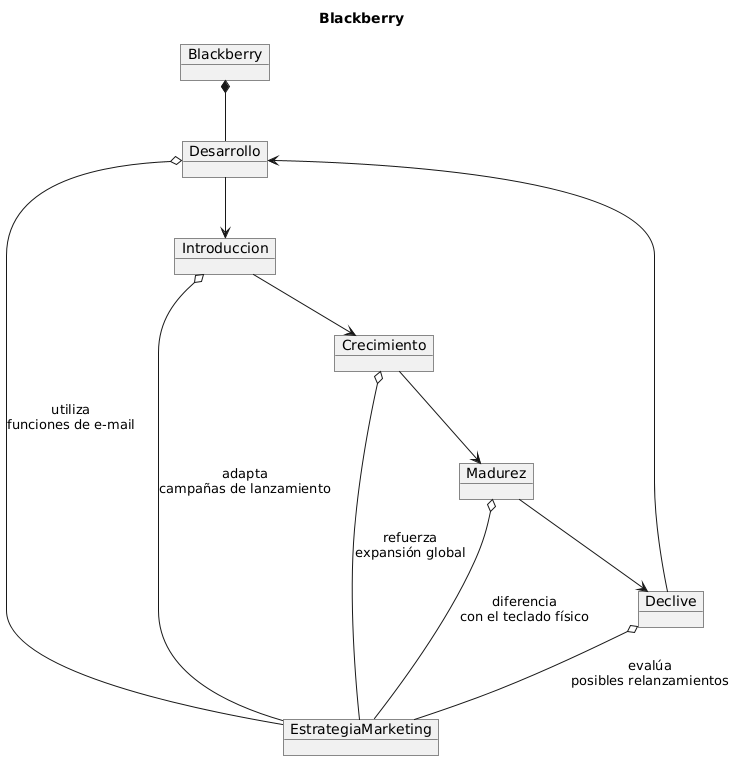 Blackberry
Blackberry
Desarrollo
Introduccion
Crecimiento
utiliza
funciones de e-mail
adapta
campañas de lanzamiento
Madurez
refuerza
expansión global
diferencia
con el teclado físico
Declive
evalúa
posibles relanzamientos
EstrategiaMarketing